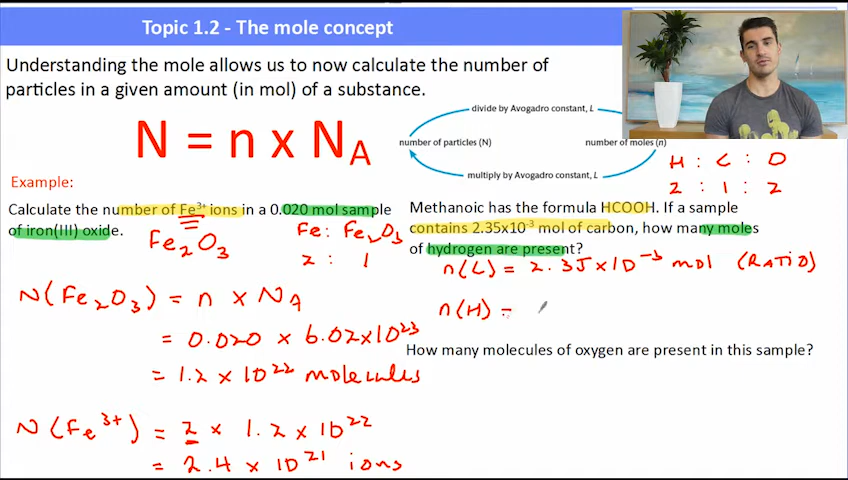 Topic 1.2 - The mole concept
Understanding the mole allows us to now calculate the number of
particles in a given amount (in mol) of a substance.
N = n x N_A
divide by Avogadro constant, L
number of particles (N)
number of moles (n)
multiply by Avogadro constant, L
H : C : O
2 : 1 : 2
Example:
Calculate the number of Fe³⁺ ions in a 0.020 mol sample
of iron(III) oxide.
Fe₂O₃
Fe : Fe₂O₃
2 : 1
N(Fe₂O₃) = n x N_A
= 0.020 x 6.02x10²³
= 1.2 x 10²² molecules
N(Fe³⁺) = 2 x 1.2 x 10²²
= 2.4 x 10²¹ ions
Methanoic has the formula HCOOH. If a sample
contains 2.35x10⁻³ mol of carbon, how many moles
of hydrogen are present?
n(C) = 2.35x10⁻³ mol (RATIO)
n(H) =
How many molecules of oxygen are present in this sample?